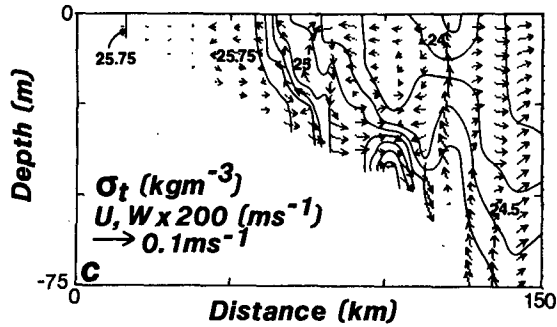 0
25.75
25.75
25
24
24.5
Depth (m)
σt (kgm-3)
U, W x 200 (ms-1)
→ 0.1ms-1
C
-75
0
150
Distance (km)